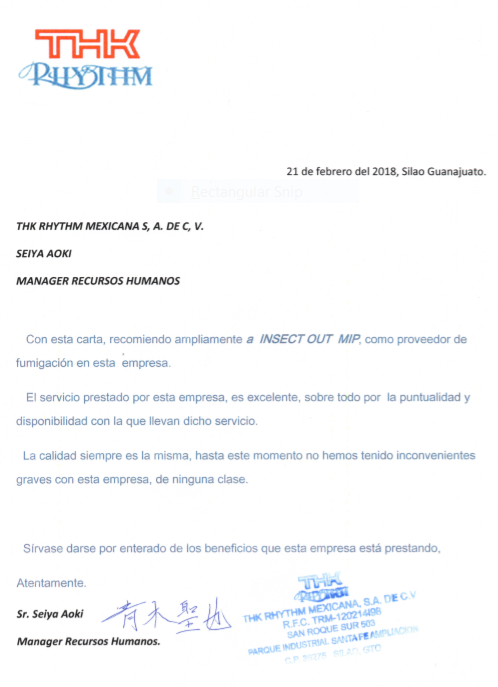 THK
RHYTHM
21 de febrero del 2018, Silao Guanajuato.
Rectangular Snip
THK RHYTHM MEXICANA S, A. DE C, V.
SEIYA AOKI
MANAGER RECURSOS HUMANOS
Con esta carta, recomiendo ampliamente a INSECT OUT MIP, como proveedor de
fumigación en esta empresa.
El servicio prestado por esta empresa, es excelente, sobre todo por la puntualidad y
disponibilidad con la que llevan dicho servicio.
La calidad siempre es la misma, hasta este momento no hemos tenido inconvenientes
graves con esta empresa, de ninguna clase.
Sírvase darse por enterado de los beneficios que esta empresa está prestando,
Atentamente.
Sr. Seiya Aoki
青木 聖也
Manager Recursos Humanos.
THK
RHYTHM
THK RHYTHM MEXICANA, S.A. DE C.V
R.F.C. TRM-120214498
SAN ROQUE SUR 503
PARQUE INDUSTRIAL SANTA FE AMPLIACION
C.P. SILAO, GTO